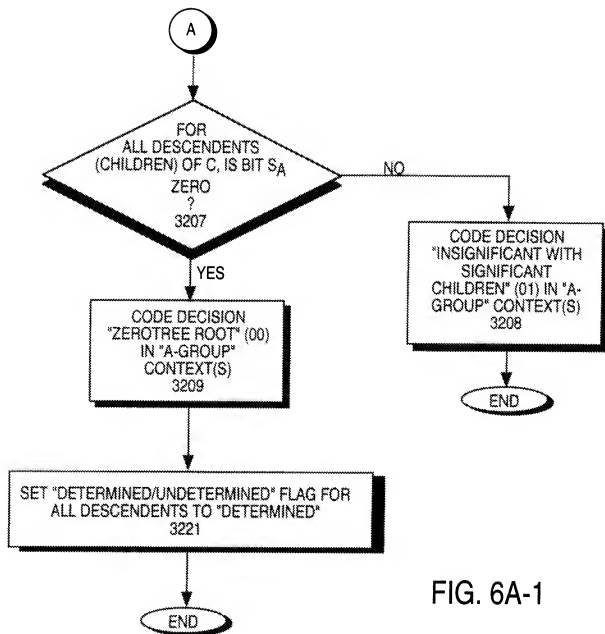 A
FOR
ALL DESCENDENTS
(CHILDREN) OF C, IS BIT SA
ZERO
?
3207
NO
CODE DECISION
"INSIGNIFICANT WITH
SIGNIFICANT
CHILDREN" (01) IN "A-
GROUP" CONTEXT(S)
3208
END
YES
CODE DECISION
"ZEROTREE ROOT" (00)
IN "A-GROUP"
CONTEXT(S)
3209
SET "DETERMINED/UNDETERMINED" FLAG FOR
ALL DESCENDENTS TO "DETERMINED"
3221
END
FIG. 6A-1